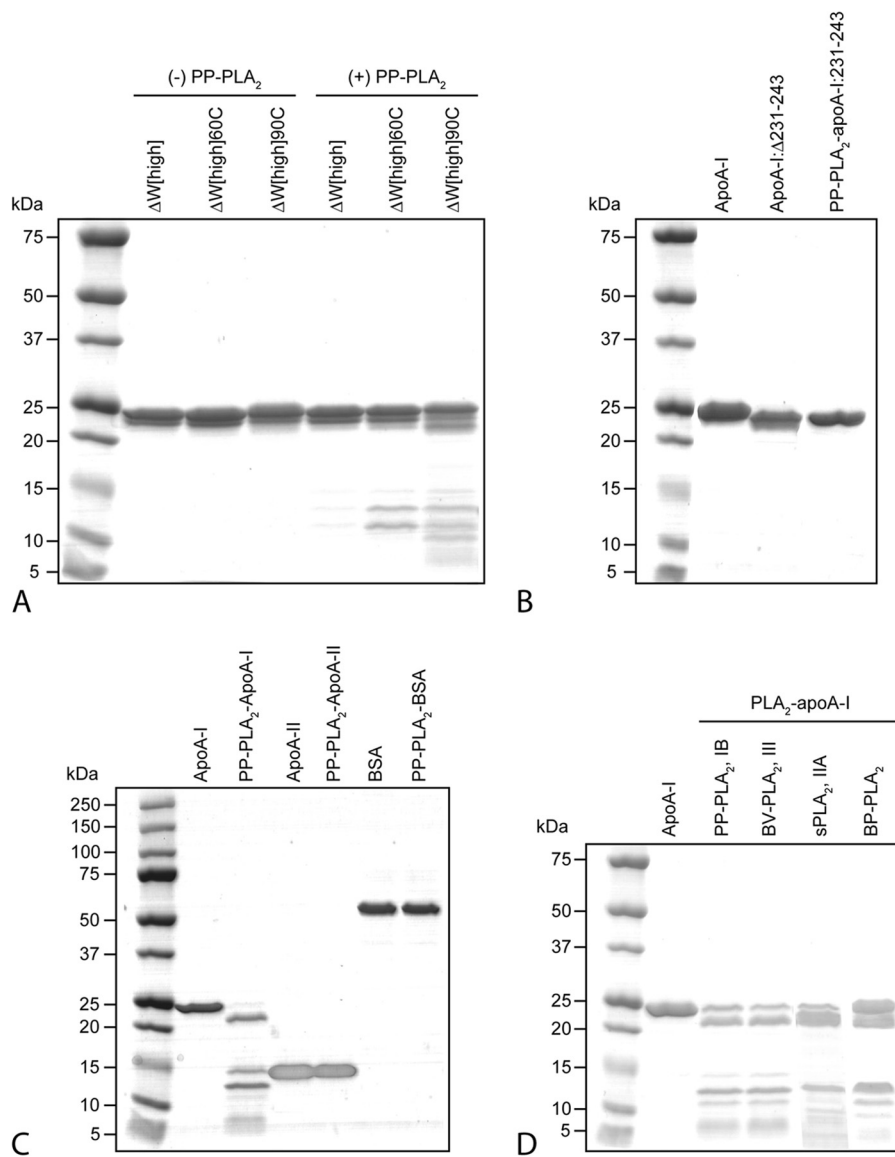 (-) PP-PLA2
(+) PP-PLA2
ΔW[high]
ΔW[high]60C
ΔW[high]90C
ΔW[high]
ΔW[high]60C
ΔW[high]90C
kDa
75
50
37
25
20
15
10
5
A
ApoA-I
ApoA-I:Δ231-243
PP-PLA2-apoA-I:231-243
kDa
75
50
37
25
20
15
10
5
B
ApoA-I
PP-PLA2-ApoA-I
ApoA-II
PP-PLA2-ApoA-II
BSA
PP-PLA2-BSA
kDa
250
150
100
75
50
37
25
20
15
10
5
C
PLA2-apoA-I
ApoA-I
PP-PLA2, IB
BV-PLA2, III
sPLA2, IIA
BP-PLA2
kDa
75
50
37
25
20
15
10
5
D